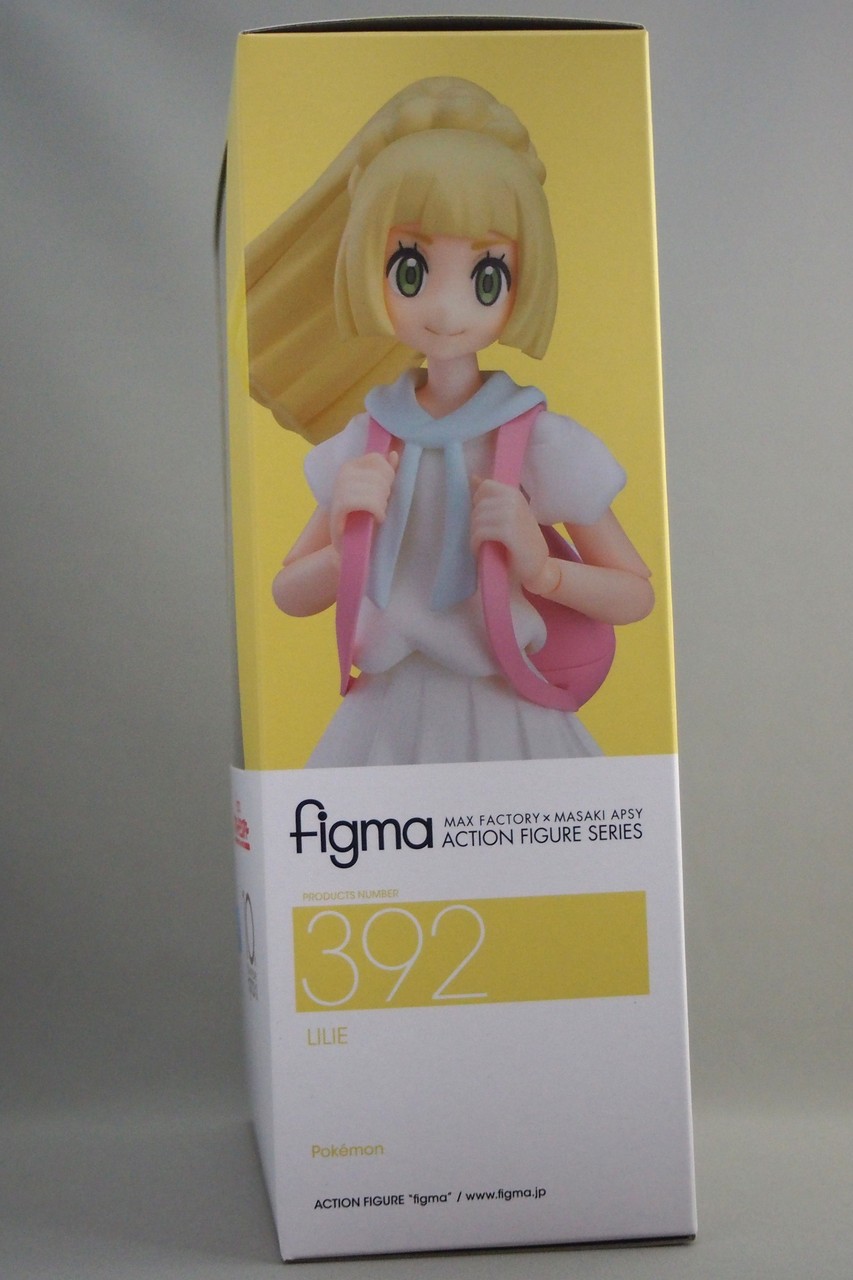 figma
MAX FACTORY × MASAKI APSY
ACTION FIGURE SERIES
PRODUCTS NUMBER
392
LILIE
Pokémon
ACTION FIGURE "figma" / www.figma.jp